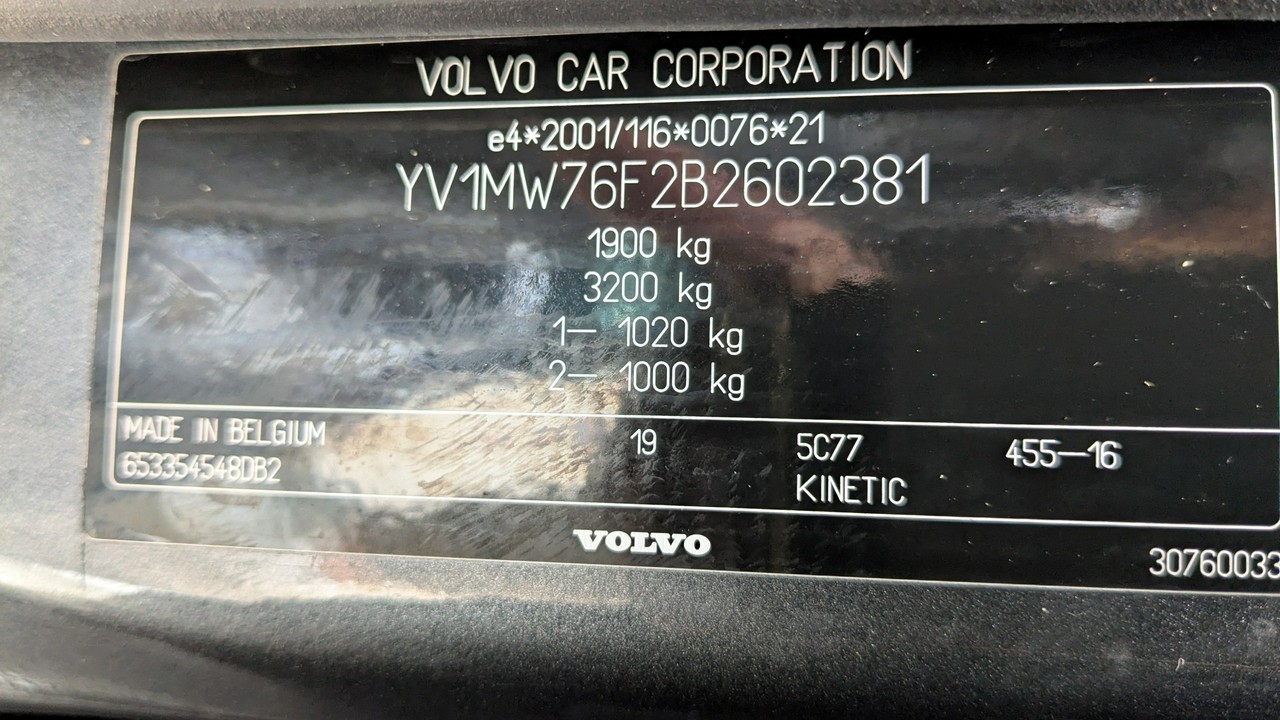 VOLVO CAR CORPORATION
e4*2001/116*0076*21
YV1MW76F2B2602381
1900 kg
3200 kg
1— 1020 kg
2— 1000 kg
MADE IN BELGIUM 19 5C77 455—16
653354548DB2 KINETIC
VOLVO
30760033